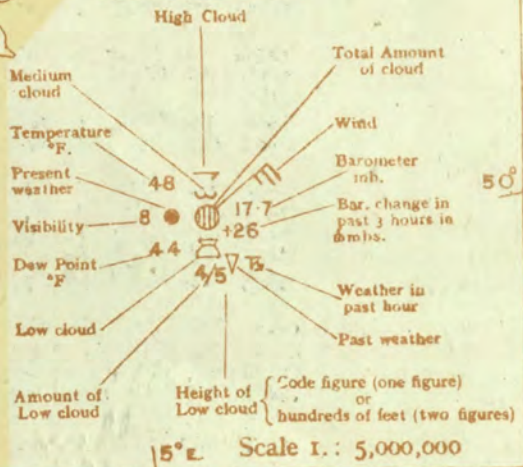 High Cloud
Total Amount
of cloud
Medium
cloud
Wind
Temperature
°F.
Barometer
mb.
Present
weather
48
50°
Bar. change in
past 3 hours in
mbs.
8
17·7
+26
Visibility
Dew Point
°F
44
4/5
Weather in
past hour
Low cloud
Past weather
Amount of
Low cloud
Height of
Low cloud
Code figure (one figure)
or
hundreds of feet (two figures)
15°E
Scale 1.: 5,000,000